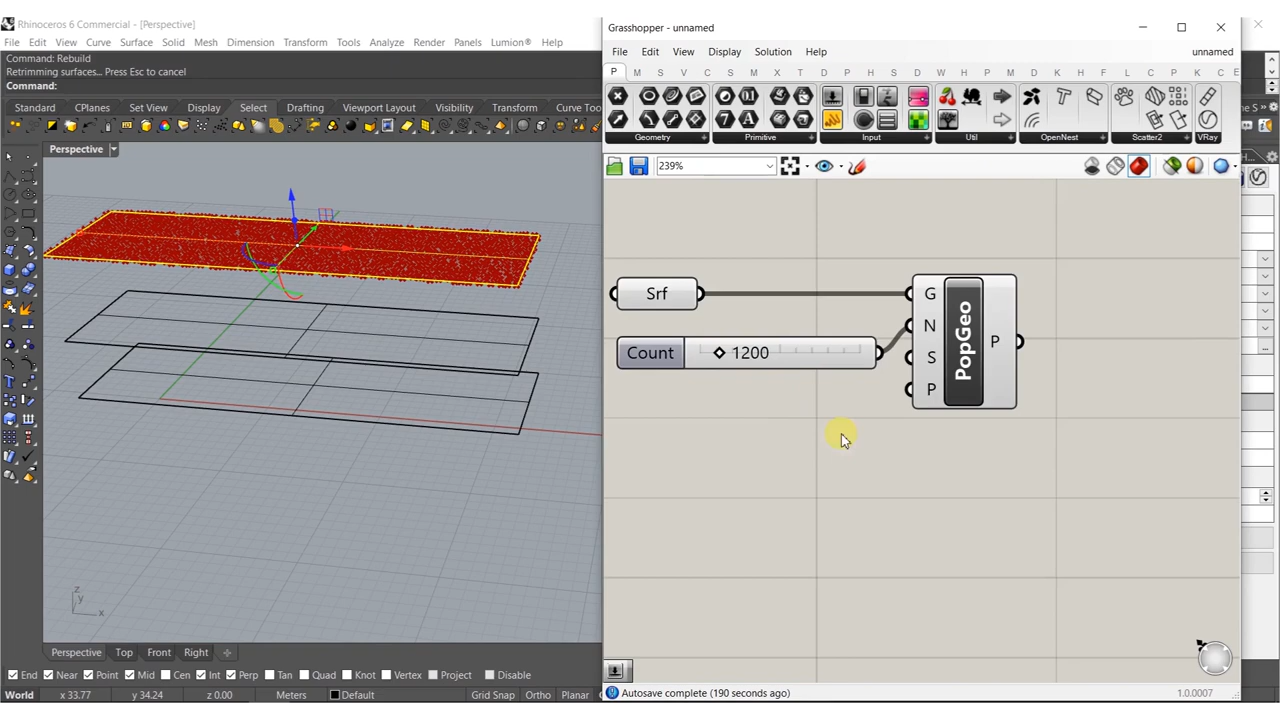 Rhinoceros 6 Commercial - [Perspective]
File Edit View Curve Surface Solid Mesh Dimension Transform Tools Analyze Render Panels Lumion® Help
Command: Rebuild
Retrimming surfaces... Press Esc to cancel
Command:
Standard CPlanes Set View Display Select Drafting Viewport Layout Visibility Transform Curve Too
Perspective
z
y
x
Perspective Top Front Right
End Near Point Mid Cen Int Perp Tan Quad Knot Vertex Project Disable
World x 33.77 y 34.24 z 0.00 Meters Default Grid Snap Ortho Planar
Grasshopper - unnamed
File Edit View Display Solution Help unnamed
P M S V C S M X T D P H S D W H P M D H F L C P K C E
Geometry Primitive Input Util OpenNest Scatter2 VRay
239%
Srf
Count 1200
G
N
S
P
PopGeo
P
Autosave complete (190 seconds ago) 1.0.0007